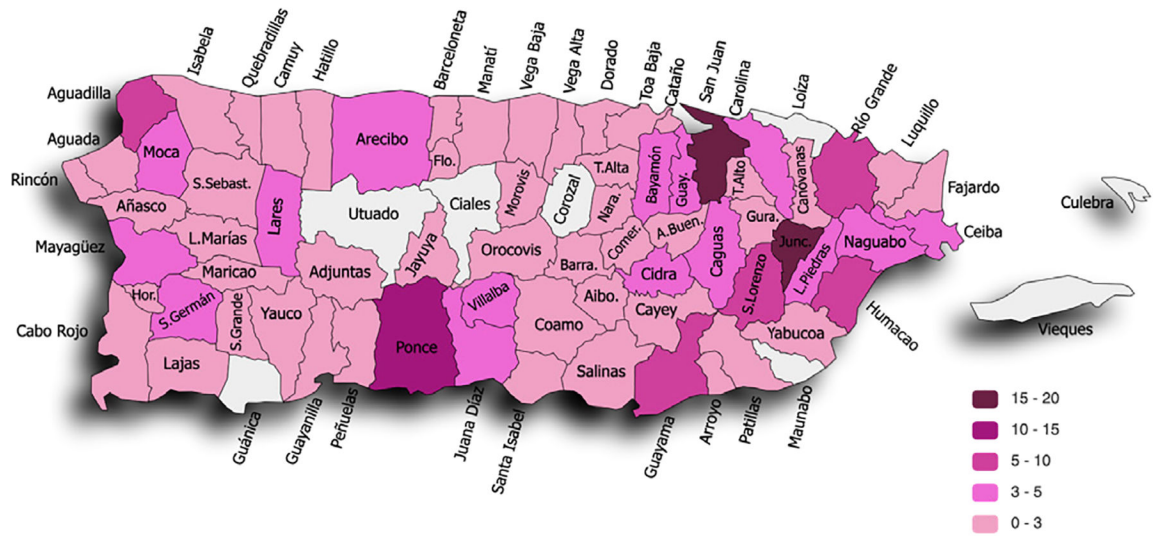 Isabela
Quebradillas
Camuy
Hatillo
Barceloneta
Manatí
Vega Baja
Vega Alta
Dorado
Toa Baja
Cataño
San Juan
Carolina
Loíza
Río Grande
Luquillo
Aguadilla
Aguada
Moca
Arecibo
Flo.
T.Alta
Bayamón
Guay.
T.Alto
Canóvanas
Rincón
S.Sebast.
Lares
Utuado
Ciales
Morovis
Corozal
Nara.
Fajardo
Culebra
Añasco
Mayagüez
L.Marías
Jayuya
Orocovis
Comer.
A.Buen.
Gura.
Junc.
Caguas
Naguabo
Ceiba
Maricao
Adjuntas
Barra.
Cidra
S.Lorenzo
L.Piedras
Hor.
S.Germán
S.Grande
Yauco
Villalba
Aibo.
Coamo
Cayey
Humacao
Cabo Rojo
Lajas
Ponce
Salinas
Yabucoa
Vieques
Guánica
Guayanilla
Peñuelas
Juana Díaz
Santa Isabel
Guayama
Arroyo
Patillas
Maunabo
15 - 20
10 - 15
5 - 10
3 - 5
0 - 3